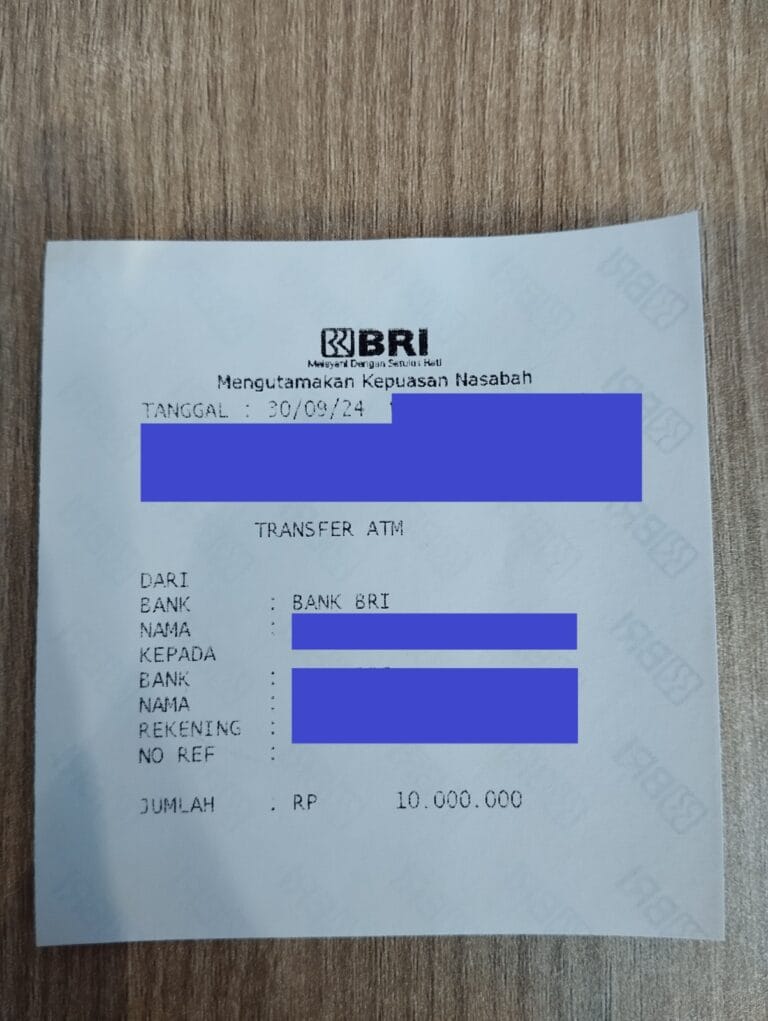 BRI
Melayani Dengan Setulus Hati
Mengutamakan Kepuasan Nasabah
TANGGAL : 30/09/24
TRANSFER ATM
DARI
BANK : BANK BRI
NAMA :
KEPADA
BANK :
NAMA :
REKENING :
NO REF :
JUMLAH : RP 10.000.000